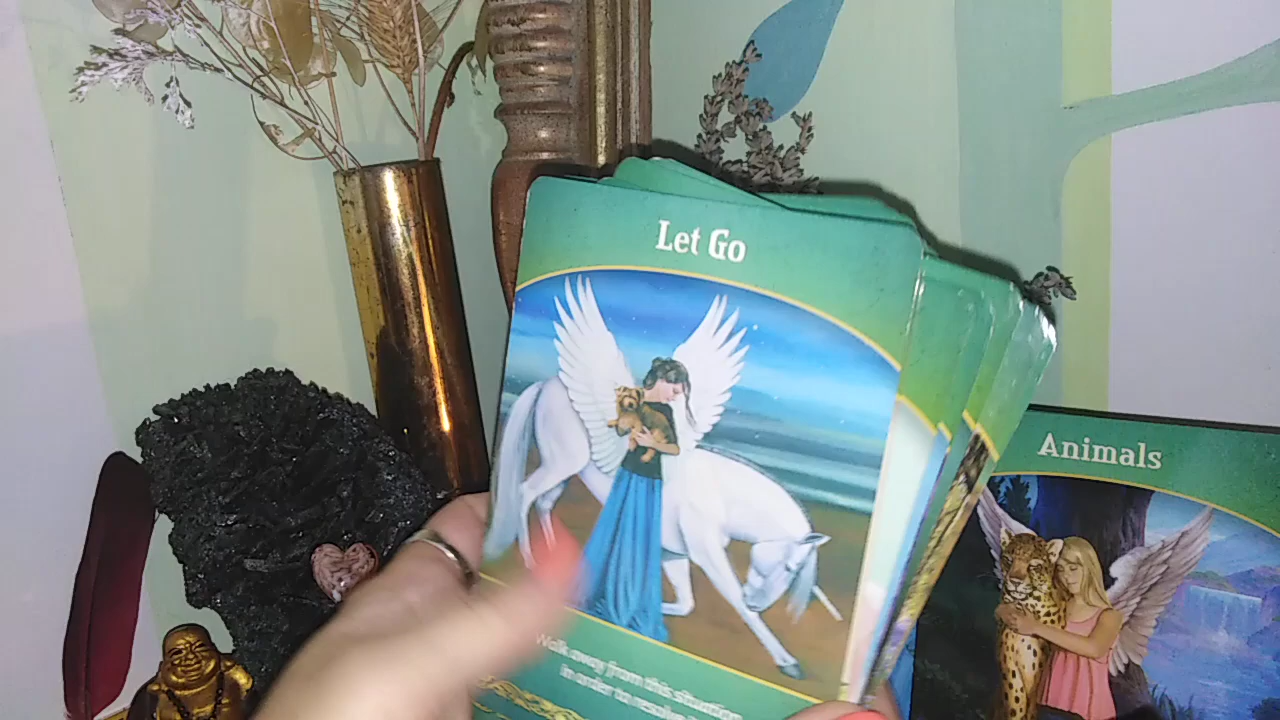 Let Go
Walk away from this situation
in order to resolve
Animals